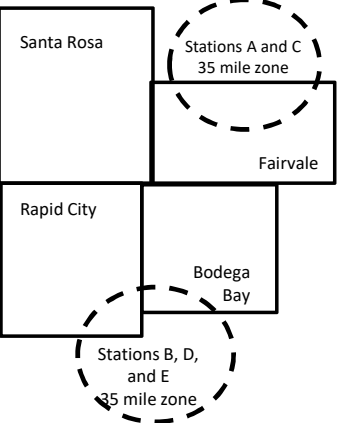 Santa Rosa
Stations A and C
35 mile zone
Fairvale
Rapid City
Bodega
Bay
Stations B, D,
and E
35 mile zone